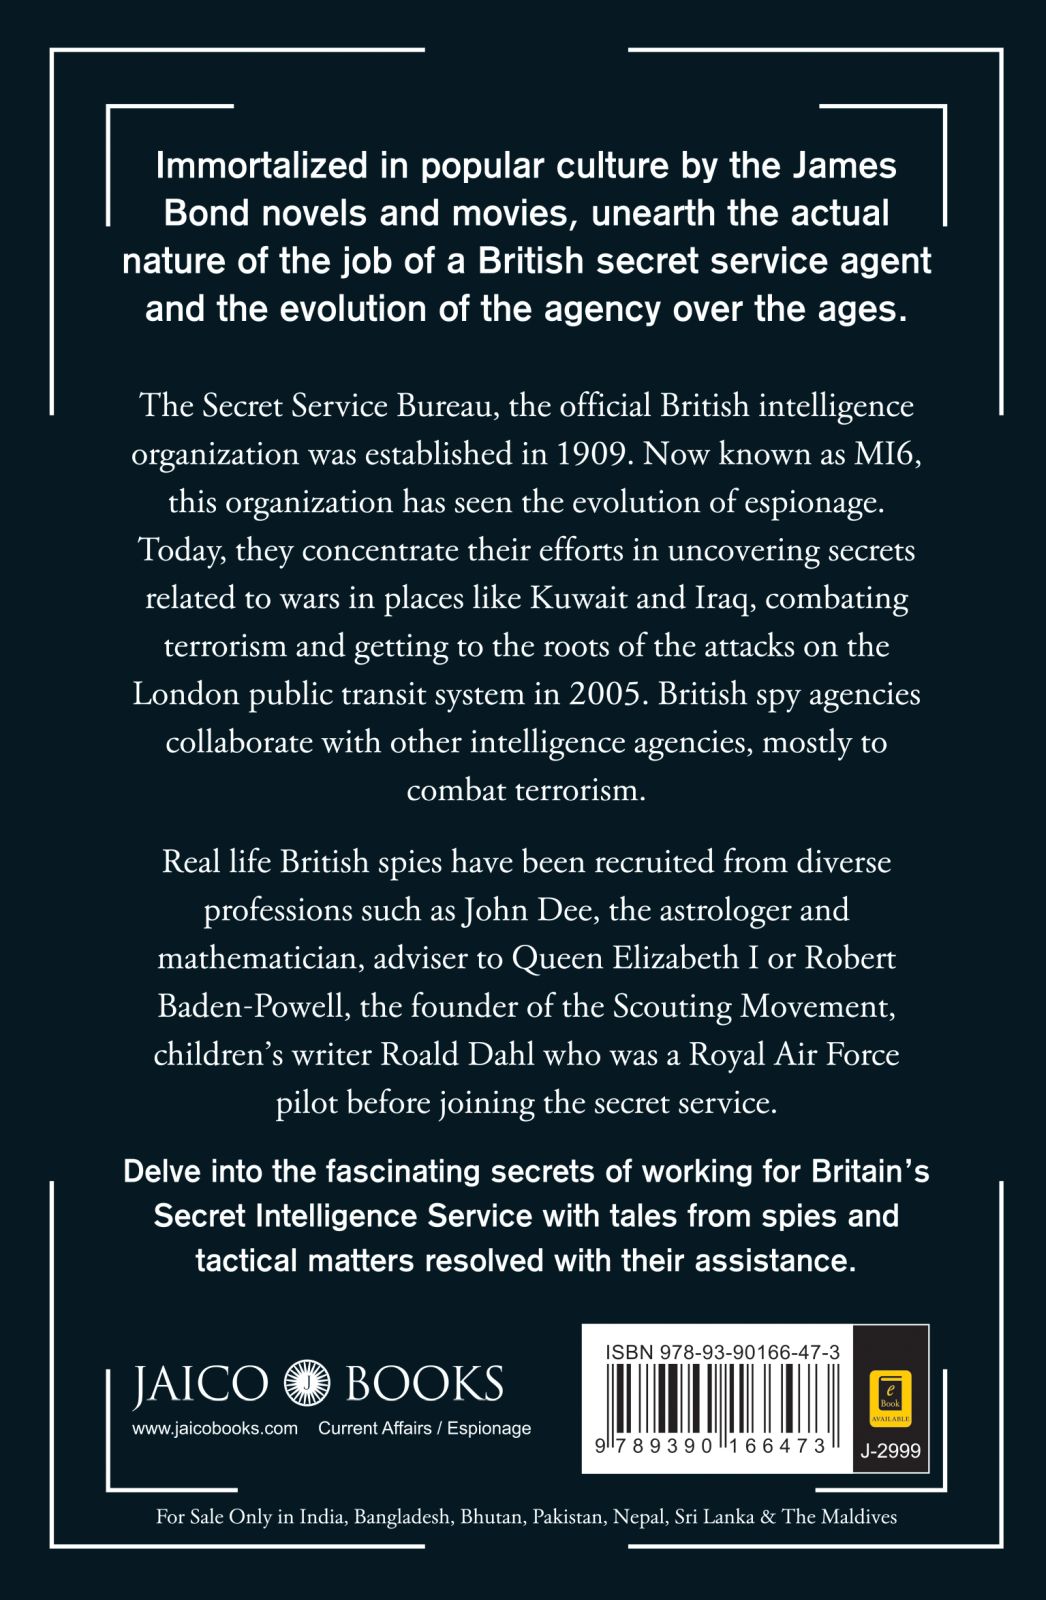 Immortalized in popular culture by the James
Bond novels and movies, unearth the actual
nature of the job of a British secret service agent
and the evolution of the agency over the ages.
The Secret Service Bureau, the official British intelligence
organization was established in 1909. Now known as MI6,
this organization has seen the evolution of espionage.
Today, they concentrate their efforts in uncovering secrets
related to wars in places like Kuwait and Iraq, combating
terrorism and getting to the roots of the attacks on the
London public transit system in 2005. British spy agencies
collaborate with other intelligence agencies, mostly to
combat terrorism.
Real life British spies have been recruited from diverse
professions such as John Dee, the astrologer and
mathematician, adviser to Queen Elizabeth I or Robert
Baden-Powell, the founder of the Scouting Movement,
children's writer Roald Dahl who was a Royal Air Force
pilot before joining the secret service.
Delve into the fascinating secrets of working for Britain's
Secret Intelligence Service with tales from spies and
tactical matters resolved with their assistance.
JAICO J BOOKS
www.jaicobooks.com Current Affairs / Espionage
ISBN 978-93-90166-47-3
9 789390 166473
e
Book
AVAILABLE
J-2999
For Sale Only in India, Bangladesh, Bhutan, Pakistan, Nepal, Sri Lanka & The Maldives